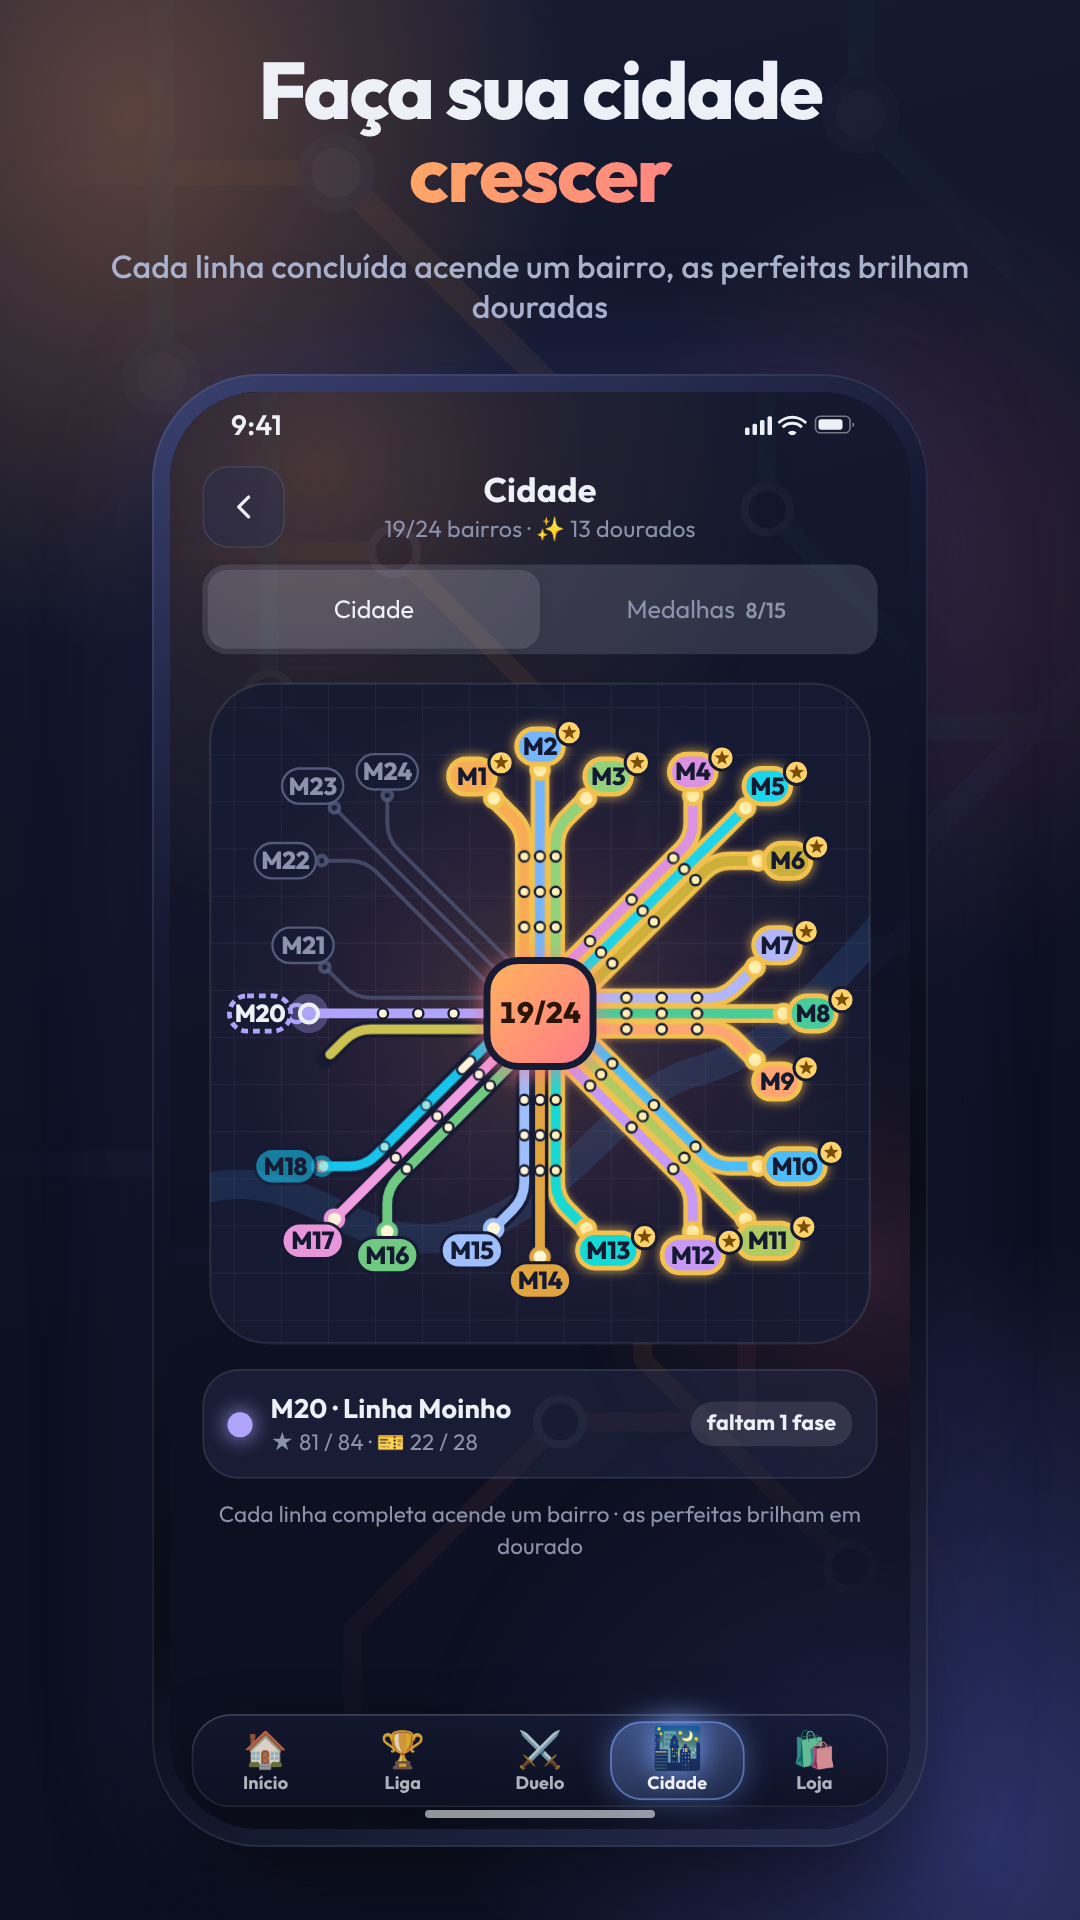 Faça sua cidade
crescer
Cada linha concluída acende um bairro, as perfeitas brilham
douradas
9:41
Cidade
19/24 bairros · ✨ 13 dourados
Cidade
Medalhas 8/15
M2
M24
M4
M1
M3
M23
M5
M22
M6
M21
M7
M20
19/24
M8
M9
M18
M10
M17
M16
M15
M13
M12
M11
M14
M20 · Linha Moinho
★ 81 / 84 · 🎫 22 / 28
faltam 1 fase
Cada linha completa acende um bairro · as perfeitas brilham em
dourado
Início
Liga
Duelo
Cidade
Loja